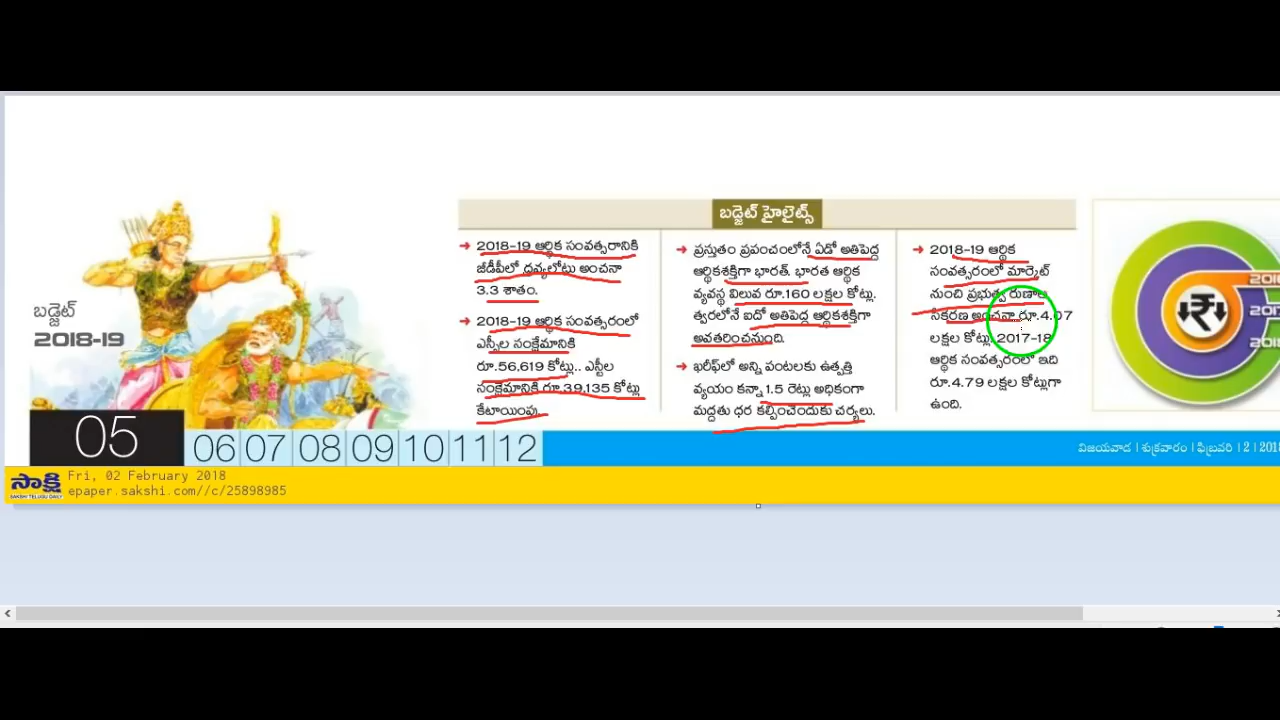 బడ్జెట్ హైలైట్స్
➔ 2018-19 ఆర్థిక సంవత్సరానికి
జీడీపీలో ద్రవ్యలోటు అంచనా
3.3 శాతం.
➔ 2018-19 ఆర్థిక సంవత్సరంలో
ఎస్సీల సంక్షేమానికి
రూ.56,619 కోట్లు.. ఎస్టీల
సంక్షేమానికి రూ.39,135 కోట్లు
కేటాయింపు.
➔ ప్రస్తుతం ప్రపంచంలోనే ఏడో అతిపెద్ద
ఆర్థికశక్తిగా భారత్. భారత ఆర్థిక
వ్యవస్థ విలువ రూ.160 లక్షల కోట్లు.
త్వరలోనే ఐదో అతిపెద్ద ఆర్థికశక్తిగా
అవతరించనుంది.
➔ ఖరీఫ్‌లో అన్ని పంటలకు ఉత్పత్తి
వ్యయం కన్నా 1.5 రెట్లు అధికంగా
మద్దతు ధర కల్పించేందుకు చర్యలు.
➔ 2018-19 ఆర్థిక
సంవత్సరంలో మార్కెట్
నుంచి ప్రభుత్వ రుణాల
సేకరణ అంచనా రూ.4.07
లక్షల కోట్లు. 2017-18
ఆర్థిక సంవత్సరంలో ఇది
రూ.4.79 లక్షల కోట్లుగా
ఉంది.
బడ్జెట్
2018-19
05 06 07 08 09 10 11 12
విజయవాడ | శుక్రవారం | ఫిబ్రవరి | 2 | 2018
సాక్షి
SAKSHI TELUGU DAILY
Fri, 02 February 2018
epaper.sakshi.com//c/25898985